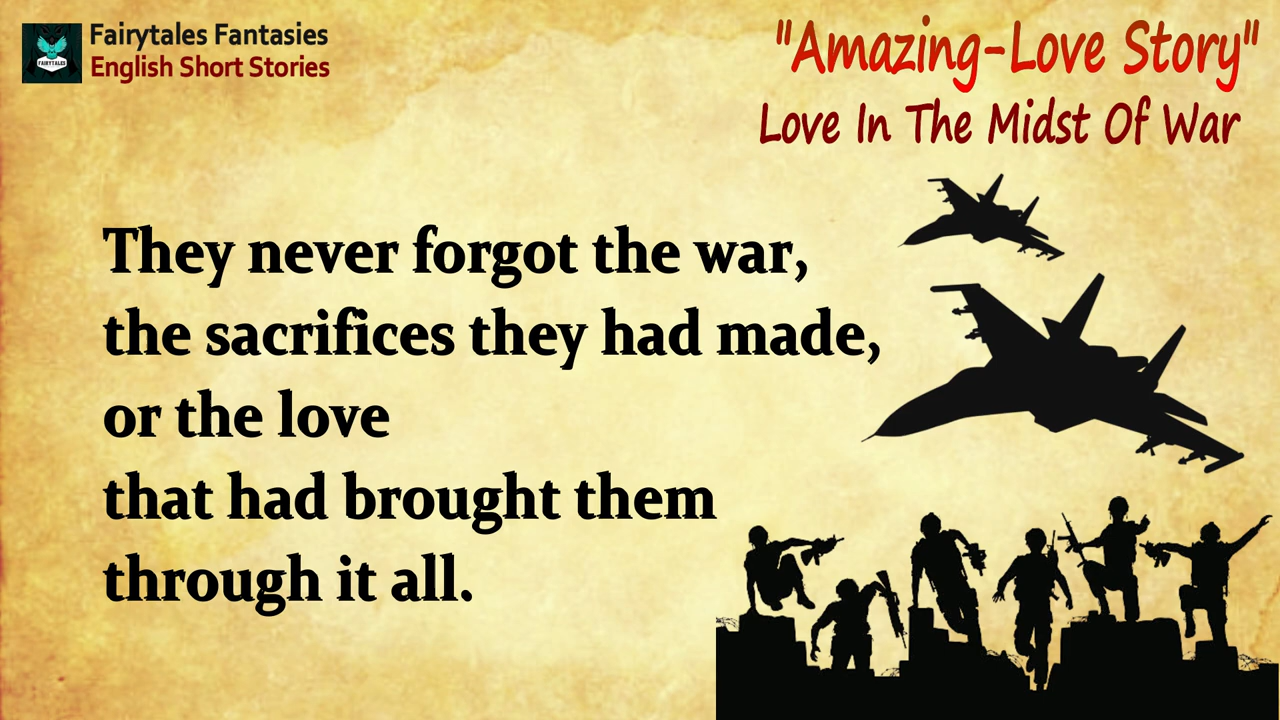 Fairytales Fantasies
English Short Stories
FAIRYTALES
"Amazing-Love Story"
Love In The Midst Of War
They never forgot the war,
the sacrifices they had made,
or the love
that had brought them
through it all.